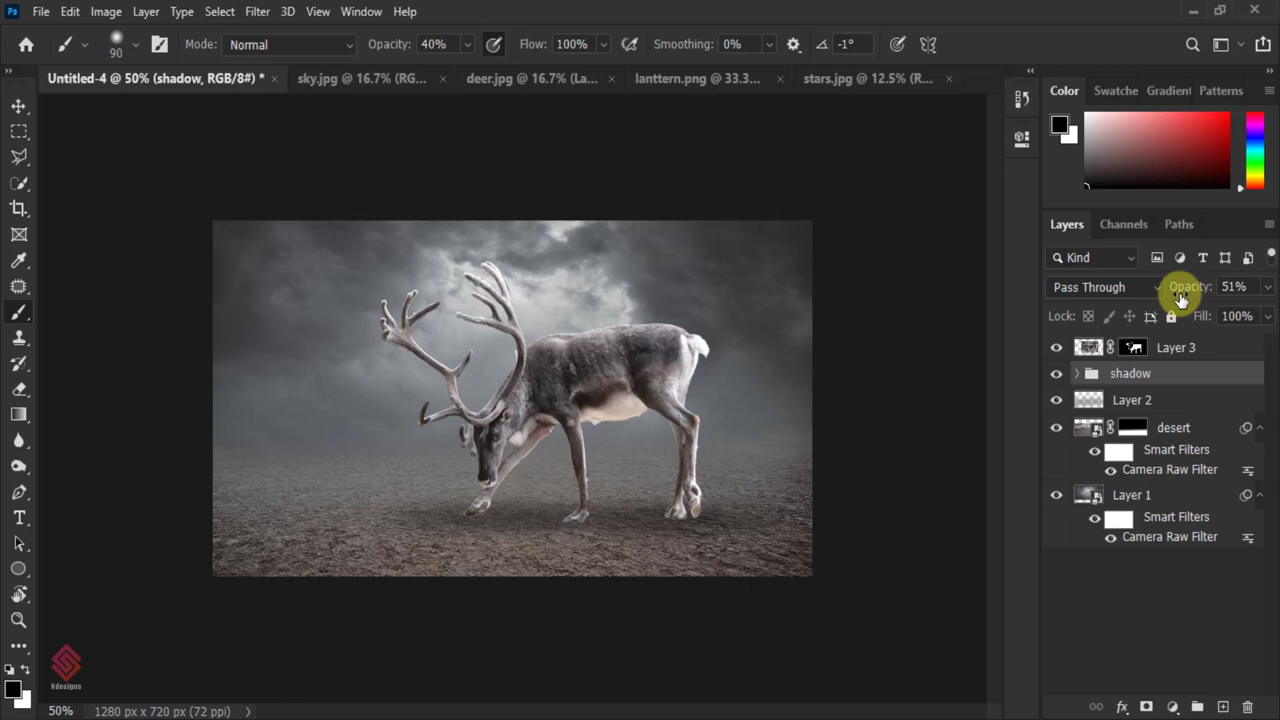 Ps File Edit Image Layer Type Select Filter 3D View Window Help
90 Mode: Normal Opacity: 40% Flow: 100% Smoothing: 0% -1°
Untitled-4 @ 50% (shadow, RGB/8#) * × sky.jpg @ 16.7% (RG... × deer.jpg @ 16.7% (La... × lanttern.png @ 33.3... × stars.jpg @ 12.5% (R... ×
Color Swatche Gradient Patterns
Layers Channels Paths
Kind
Pass Through Opacity: 51%
Lock: Fill: 100%
Layer 3
shadow
Layer 2
desert
Smart Filters
Camera Raw Filter
Layer 1
Smart Filters
Camera Raw Filter
Ndesigns
50% 1280 px x 720 px (72 ppi)